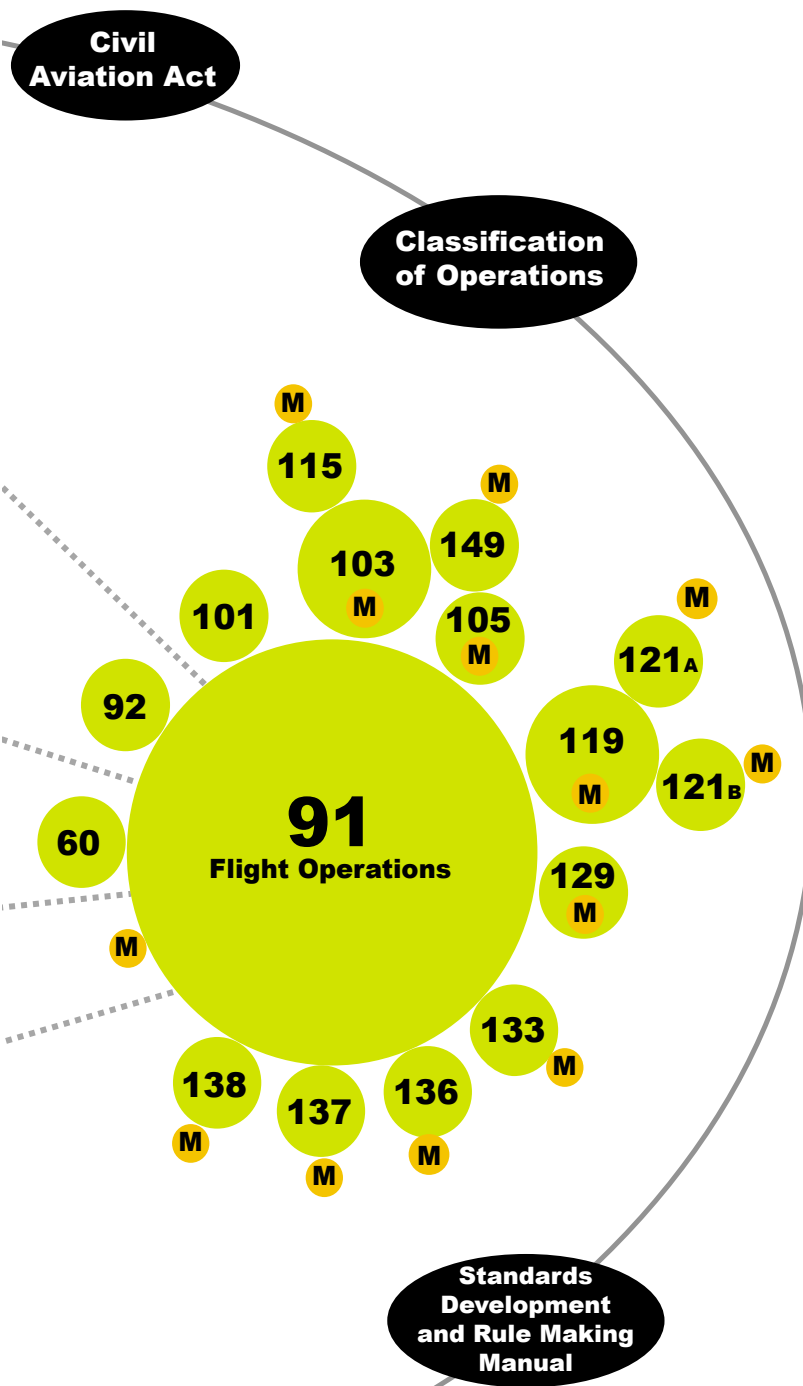 Civil
Aviation Act
Classification
of Operations
M
115
M
103
M
149
105
M
101
M
121A
92
119
M
M
121B
91
Flight Operations
60
129
M
M
133
M
138
M
137
M
136
M
Standards
Development
and Rule Making
Manual